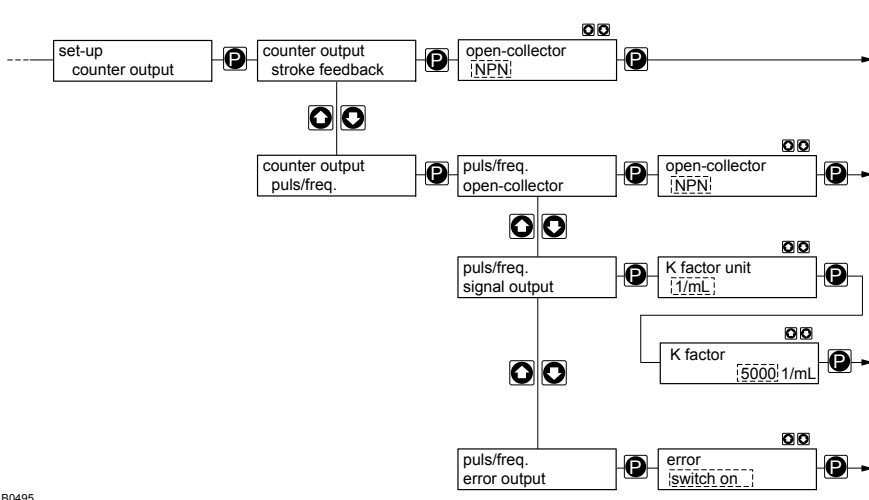 set-up
counter output
P
counter output
stroke feedback
P
open-collector
NPN
P
counter output
puls/freq.
P
puls/freq.
open-collector
P
open-collector
NPN
P
puls/freq.
signal output
P
K factor unit
1/mL
P
K factor
5000 1/mL
P
puls/freq.
error output
P
error
switch on
P
B0495